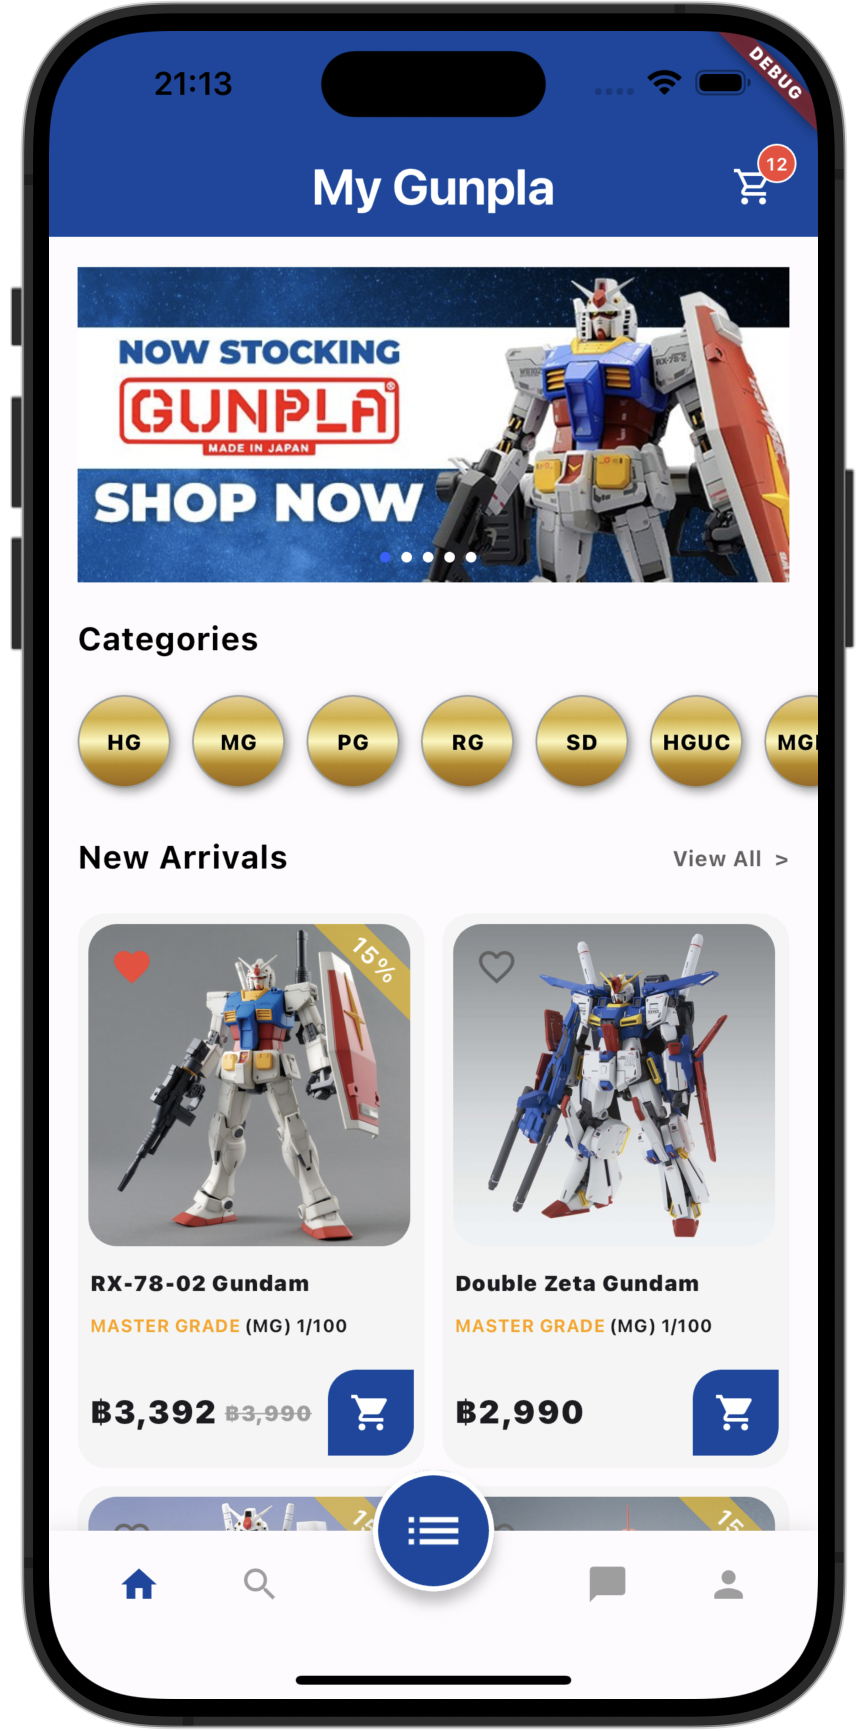 21:13
DEBUG
My Gunpla
12
NOW STOCKING
GUNPLA®
MADE IN JAPAN
SHOP NOW
RX-78-2
Categories
HG
MG
PG
RG
SD
HGUC
New Arrivals
View All >
15%
RX-78-02 Gundam
MASTER GRADE (MG) 1/100
฿3,392 ฿3,990
Double Zeta Gundam
MASTER GRADE (MG) 1/100
฿2,990